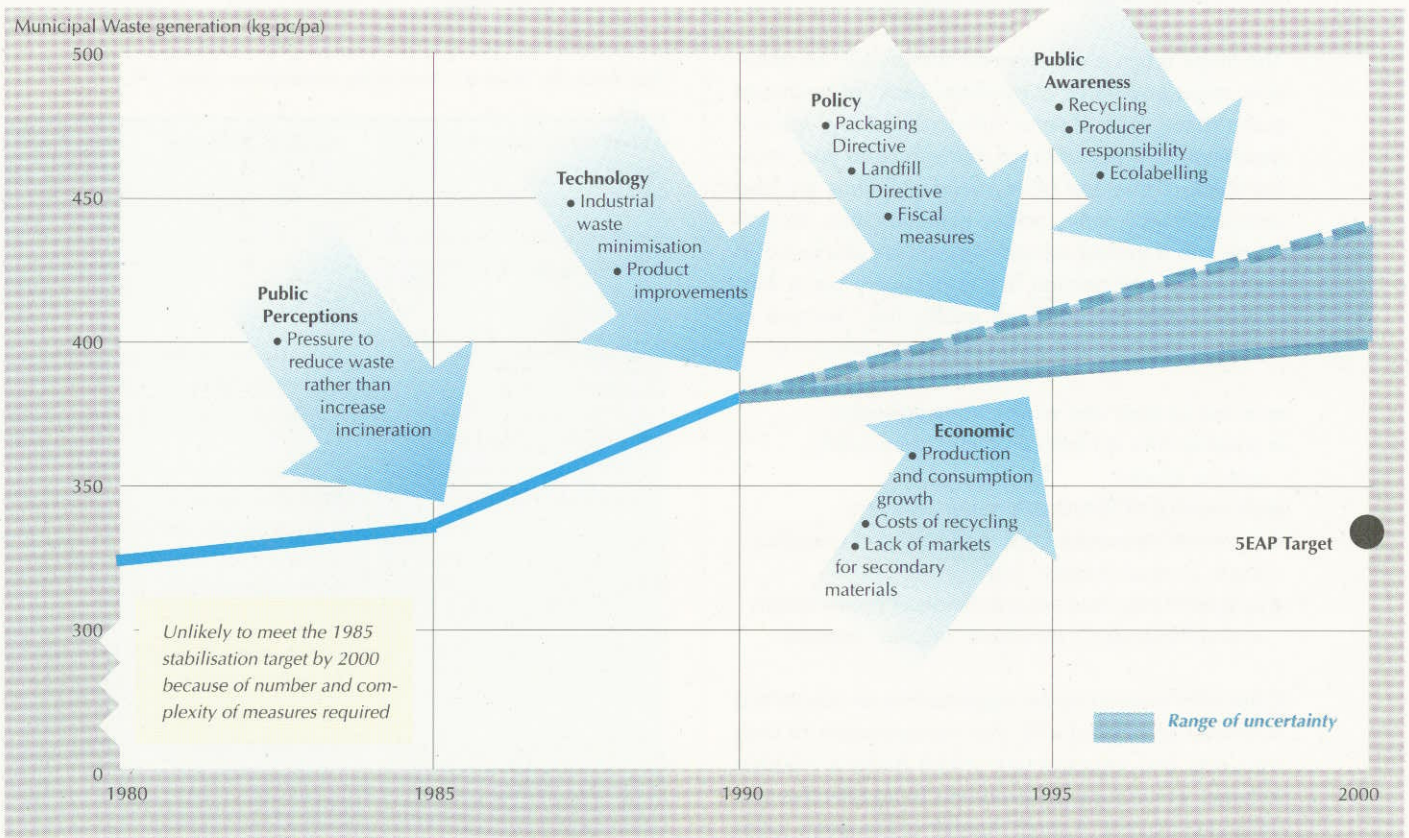 Municipal Waste generation (kg pc/pa)
500
450
400
350
300
0
1980
1985
1990
1995
2000
Public
Perceptions
• Pressure to
reduce waste
rather than
increase
incineration
Technology
• Industrial
waste
minimisation
• Product
improvements
Policy
• Packaging
Directive
• Landfill
Directive
• Fiscal
measures
Public
Awareness
• Recycling
• Producer
responsibility
• Ecolabelling
Economic
• Production
and consumption
growth
• Costs of recycling
• Lack of markets
for secondary
materials
5EAP Target
Unlikely to meet the 1985
stabilisation target by 2000
because of number and com-
plexity of measures required
Range of uncertainty